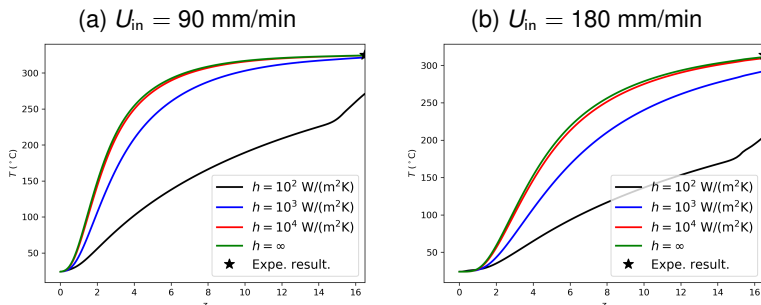 (a) U_in = 90 mm/min
(b) U_in = 180 mm/min
T (°C)
300
250
200
150
100
50
0 2 4 6 8 10 12 14 16
h = 10² W/(m²K)
h = 10³ W/(m²K)
h = 10⁴ W/(m²K)
h = ∞
Expe. result.
T (°C)
300
250
200
150
100
50
0 2 4 6 8 10 12 14 16
h = 10² W/(m²K)
h = 10³ W/(m²K)
h = 10⁴ W/(m²K)
h = ∞
Expe. result.